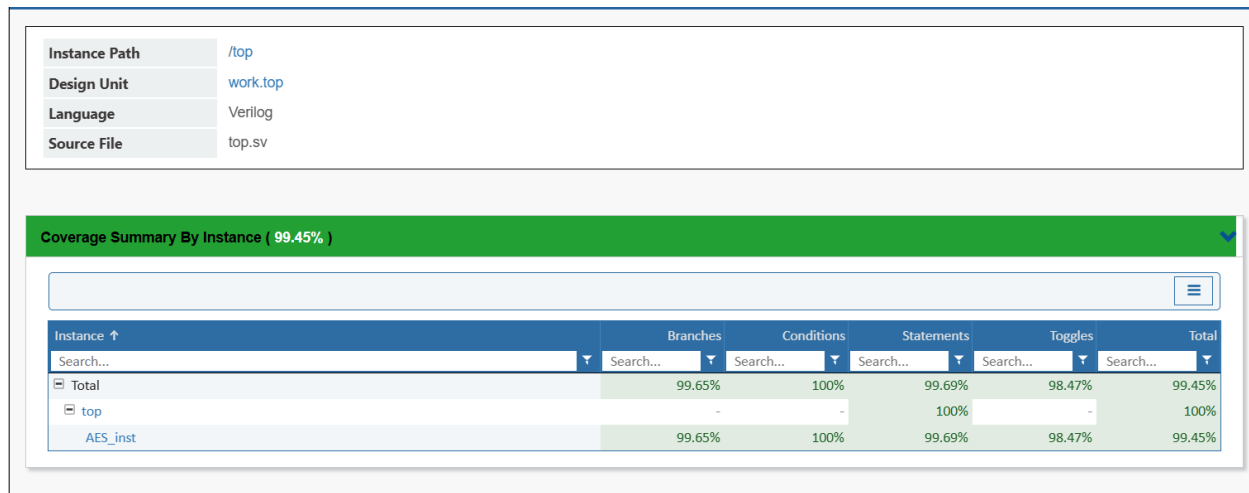 Instance Path /top
Design Unit work.top
Language Verilog
Source File top.sv
Coverage Summary By Instance ( 99.45% )
Instance ↑ Branches Conditions Statements Toggles Total
Search... Search... Search... Search... Search... Search...
Total 99.65% 100% 99.69% 98.47% 99.45%
top - - 100% - 100%
AES_inst 99.65% 100% 99.69% 98.47% 99.45%